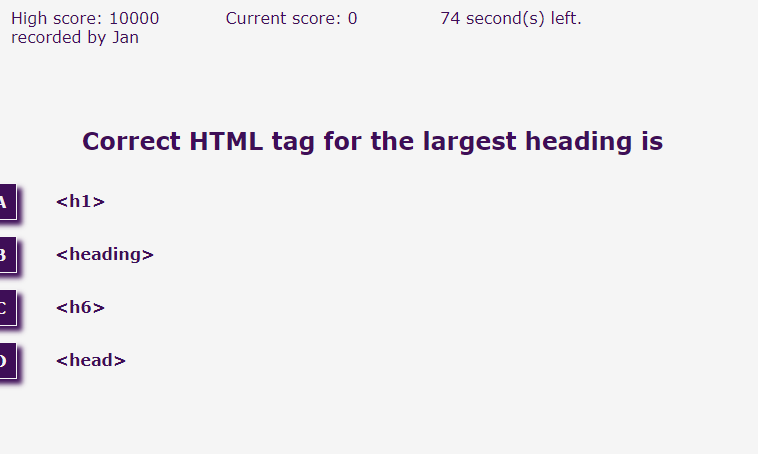 High score: 10000 Current score: 0 74 second(s) left.
recorded by Jan
Correct HTML tag for the largest heading is
A <h1>
B <heading>
C <h6>
D <head>